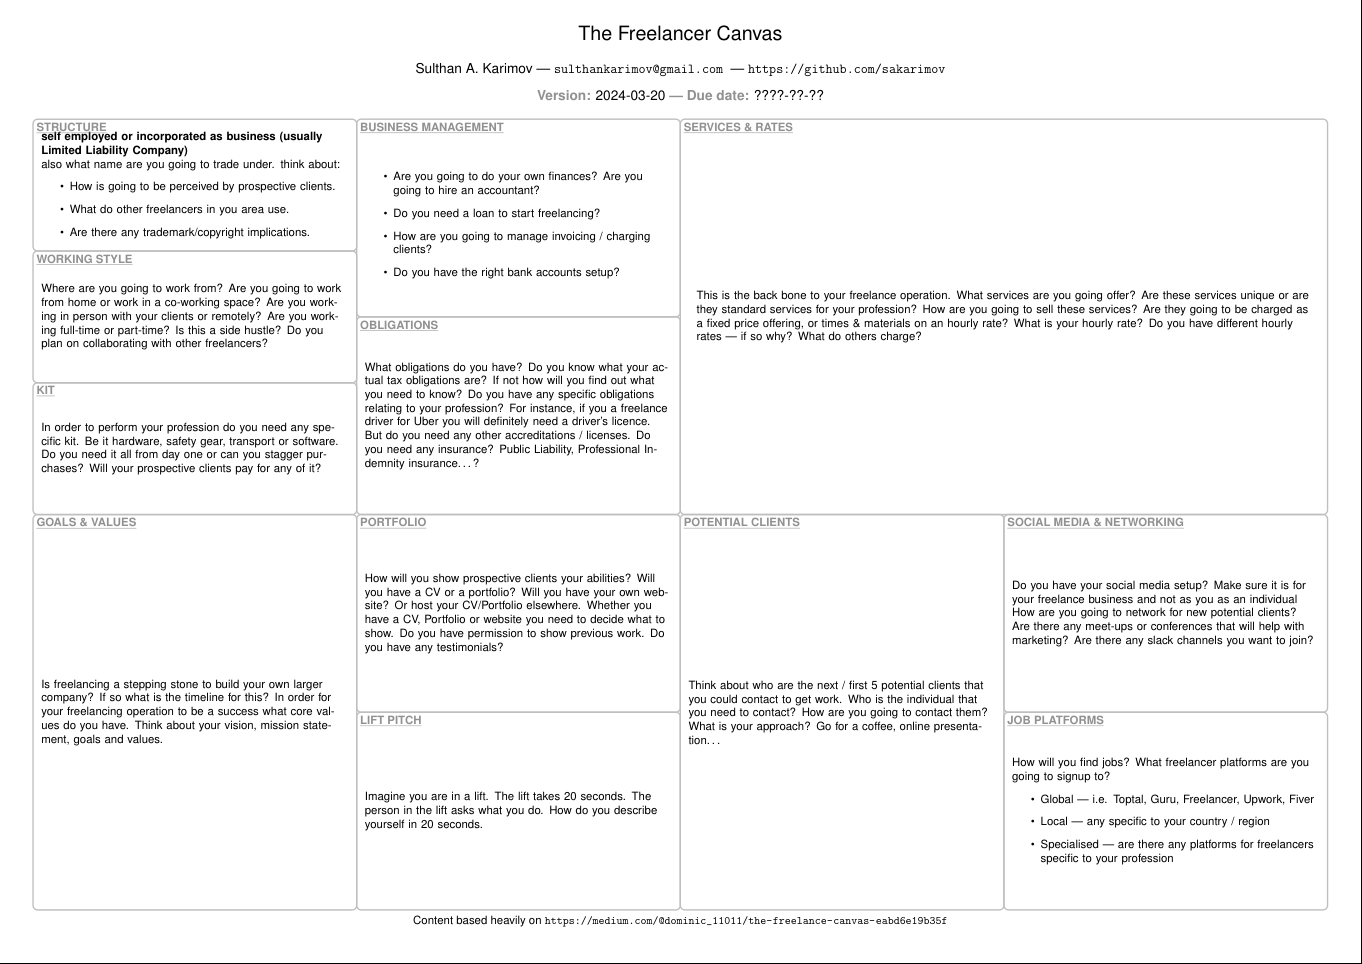 The Freelancer Canvas
Sulthan A. Karimov — sulthankarimov@gmail.com — https://github.com/sakarimov
Version: 2024-03-20 — Due date: ????-??-??
STRUCTURE
self employed or incorporated as business (usually
Limited Liability Company)
also what name are you going to trade under. think about:
• How is going to be perceived by prospective clients.
• What do other freelancers in you area use.
• Are there any trademark/copyright implications.
WORKING STYLE
Where are you going to work from? Are you going to work
from home or work in a co-working space? Are you work-
ing in person with your clients or remotely? Are you work-
ing full-time or part-time? Is this a side hustle? Do you
plan on collaborating with other freelancers?
KIT
In order to perform your profession do you need any spe-
cific kit. Be it hardware, safety gear, transport or software.
Do you need it all from day one or can you stagger pur-
chases? Will your prospective clients pay for any of it?
BUSINESS MANAGEMENT
• Are you going to do your own finances? Are you
going to hire an accountant?
• Do you need a loan to start freelancing?
• How are you going to manage invoicing / charging
clients?
• Do you have the right bank accounts setup?
OBLIGATIONS
What obligations do you have? Do you know what your ac-
tual tax obligations are? If not how will you find out what
you need to know? Do you have any specific obligations
relating to your profession? For instance, if you a freelance
driver for Uber you will definitely need a driver's licence.
But do you need any other accreditations / licenses. Do
you need any insurance? Public Liability, Professional In-
demnity insurance...?
SERVICES & RATES
This is the back bone to your freelance operation. What services are you going offer? Are these services unique or are
they standard services for your profession? How are you going to sell these services? Are they going to be charged as
a fixed price offering, or times & materials on an hourly rate? What is your hourly rate? Do you have different hourly
rates — if so why? What do others charge?
GOALS & VALUES
Is freelancing a stepping stone to build your own larger
company? If so what is the timeline for this? In order for
your freelancing operation to be a success what core val-
ues do you have. Think about your vision, mission state-
ment, goals and values.
PORTFOLIO
How will you show prospective clients your abilities? Will
you have a CV or a portfolio? Will you have your own web-
site? Or host your CV/Portfolio elsewhere. Whether you
have a CV, Portfolio or website you need to decide what to
show. Do you have permission to show previous work. Do
you have any testimonials?
LIFT PITCH
Imagine you are in a lift. The lift takes 20 seconds. The
person in the lift asks what you do. How do you describe
yourself in 20 seconds.
POTENTIAL CLIENTS
Think about who are the next / first 5 potential clients that
you could contact to get work. Who is the individual that
you need to contact? How are you going to contact them?
What is your approach? Go for a coffee, online presenta-
tion...
SOCIAL MEDIA & NETWORKING
Do you have your social media setup? Make sure it is for
your freelance business and not as you as an individual
How are you going to network for new potential clients?
Are there any meet-ups or conferences that will help with
marketing? Are there any slack channels you want to join?
JOB PLATFORMS
How will you find jobs? What freelancer platforms are you
going to signup to?
• Global — i.e. Toptal, Guru, Freelancer, Upwork, Fiver
• Local — any specific to your country / region
• Specialised — are there any platforms for freelancers
specific to your profession
Content based heavily on https://medium.com/@dominic_11011/the-freelance-canvas-eabd6e19b35f